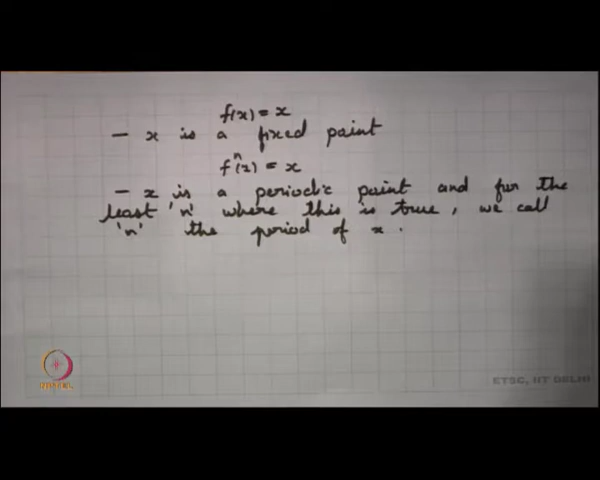 f(x) = x
— x is a fixed point
fⁿ(x) = x
— x is a periodic point and for the
least 'n' where this is true, we call
'n' the period of x.
ETSC, IIT DELHI